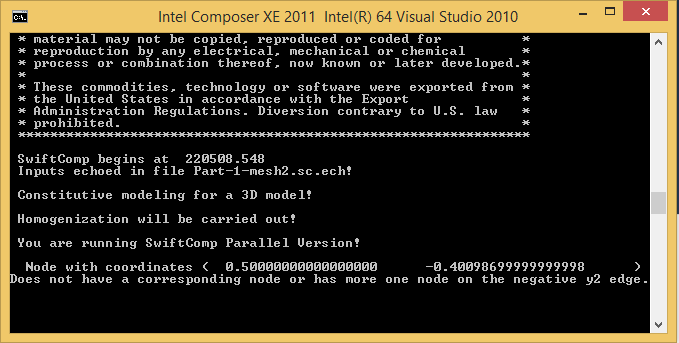 Intel Composer XE 2011 Intel(R) 64 Visual Studio 2010
* material may not be copied, reproduced or coded for *
* reproduction by any electrical, mechanical or chemical *
* process or combination thereof, now known or later developed.*
* *
* These commodities, technology or software were exported from *
* the United States in accordance with the Export *
* Administration Regulations. Diversion contrary to U.S. law *
* prohibited. *
****************************************************************
SwiftComp begins at 220508.548
Inputs echoed in file Part-1-mesh2.sc.ech!
Constitutive modeling for a 3D model!
Homogenization will be carried out!
You are running SwiftComp Parallel Version!
Node with coordinates ( 0.50000000000000000 -0.40098699999999998 )
Does not have a corresponding node or has more one node on the negative y2 edge.